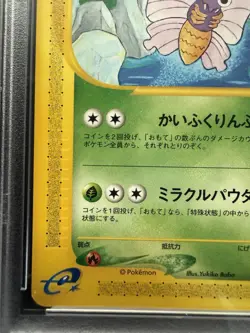 かいふくりんぷ
コインを2回投げ、「おもて」の数ぶんのダメージカウ
ポケモン全員から、それぞれとりのぞく。
ミラクルパウダ
コインを1回投げ、「おもて」なら、「特殊状態」の中から
状態にする。
弱点 抵抗力 にげ
© Pokémon Illus. Yukiko Baba
e